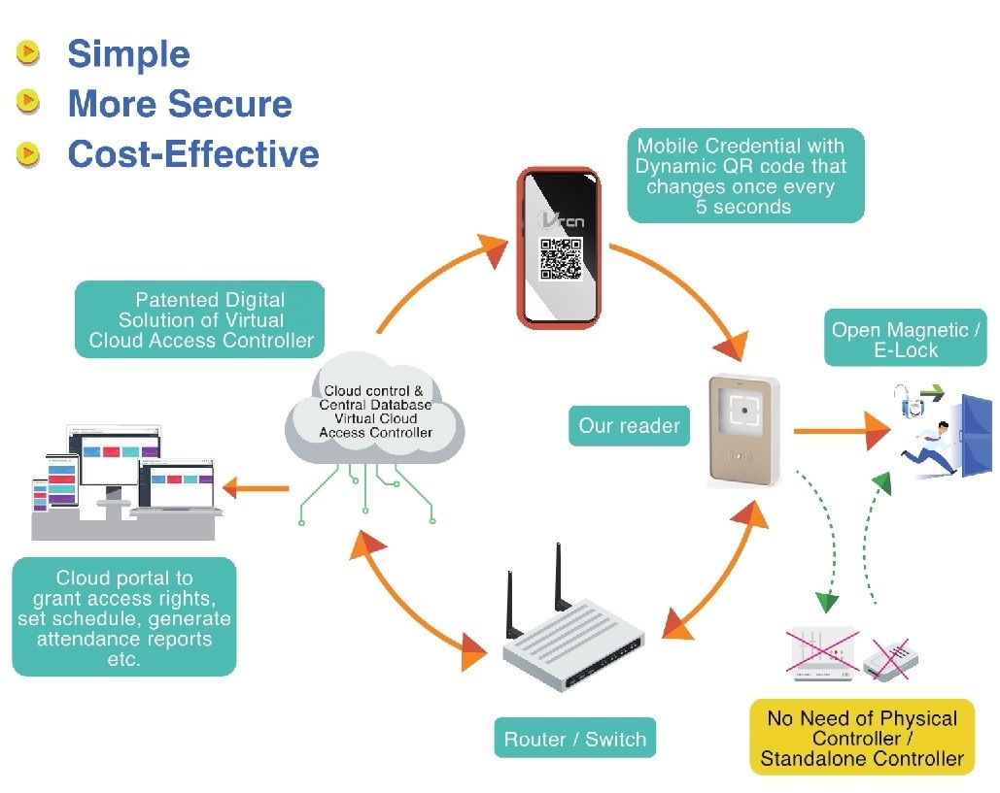 Simple
More Secure
Cost-Effective
Mobile Credential with
Dynamic QR code that
changes once every
5 seconds
Patented Digital
Solution of Virtual
Cloud Access Controller
Open Magnetic /
E-Lock
Cloud control &
Central Database
Virtual Cloud
Access Controller
Our reader
Cloud portal to
grant access rights,
set schedule, generate
attendance reports
etc.
Router / Switch
No Need of Physical
Controller /
Standalone Controller